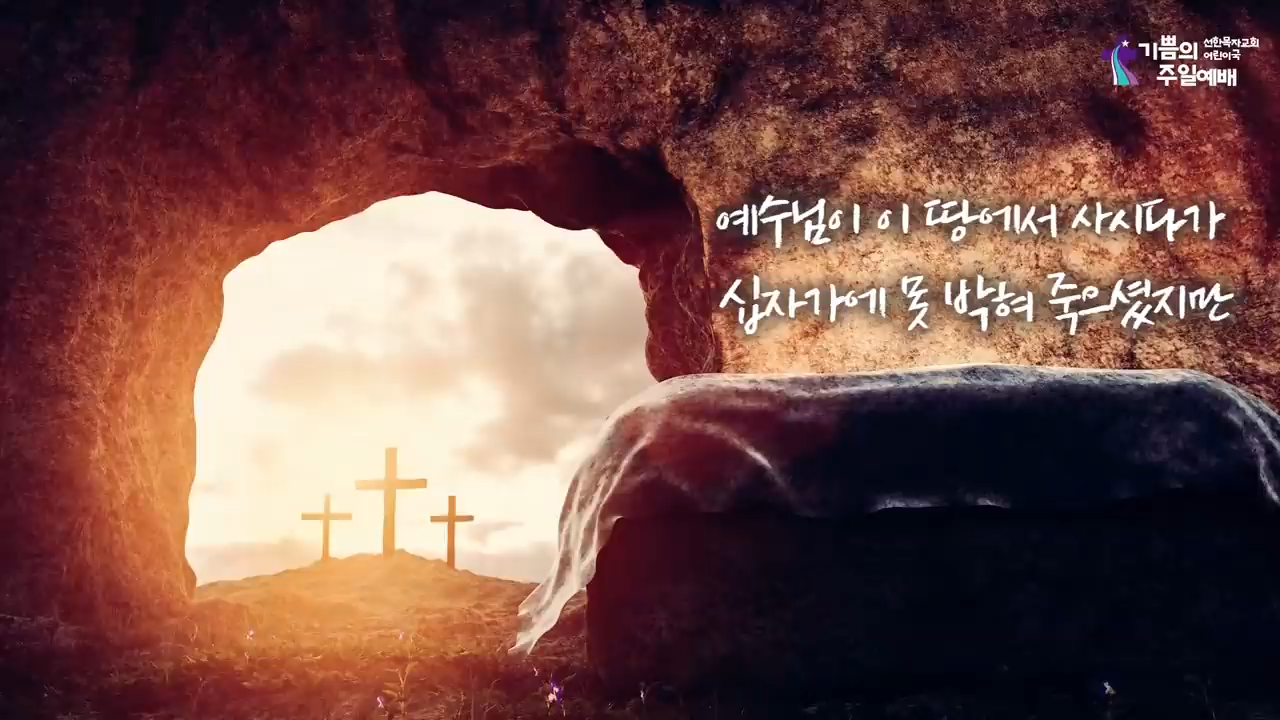 기쁨의
주일예배
선한목자교회
어린이국
예수님이 이 땅에서 사시다가
십자가에 못 박혀 죽으셨지만